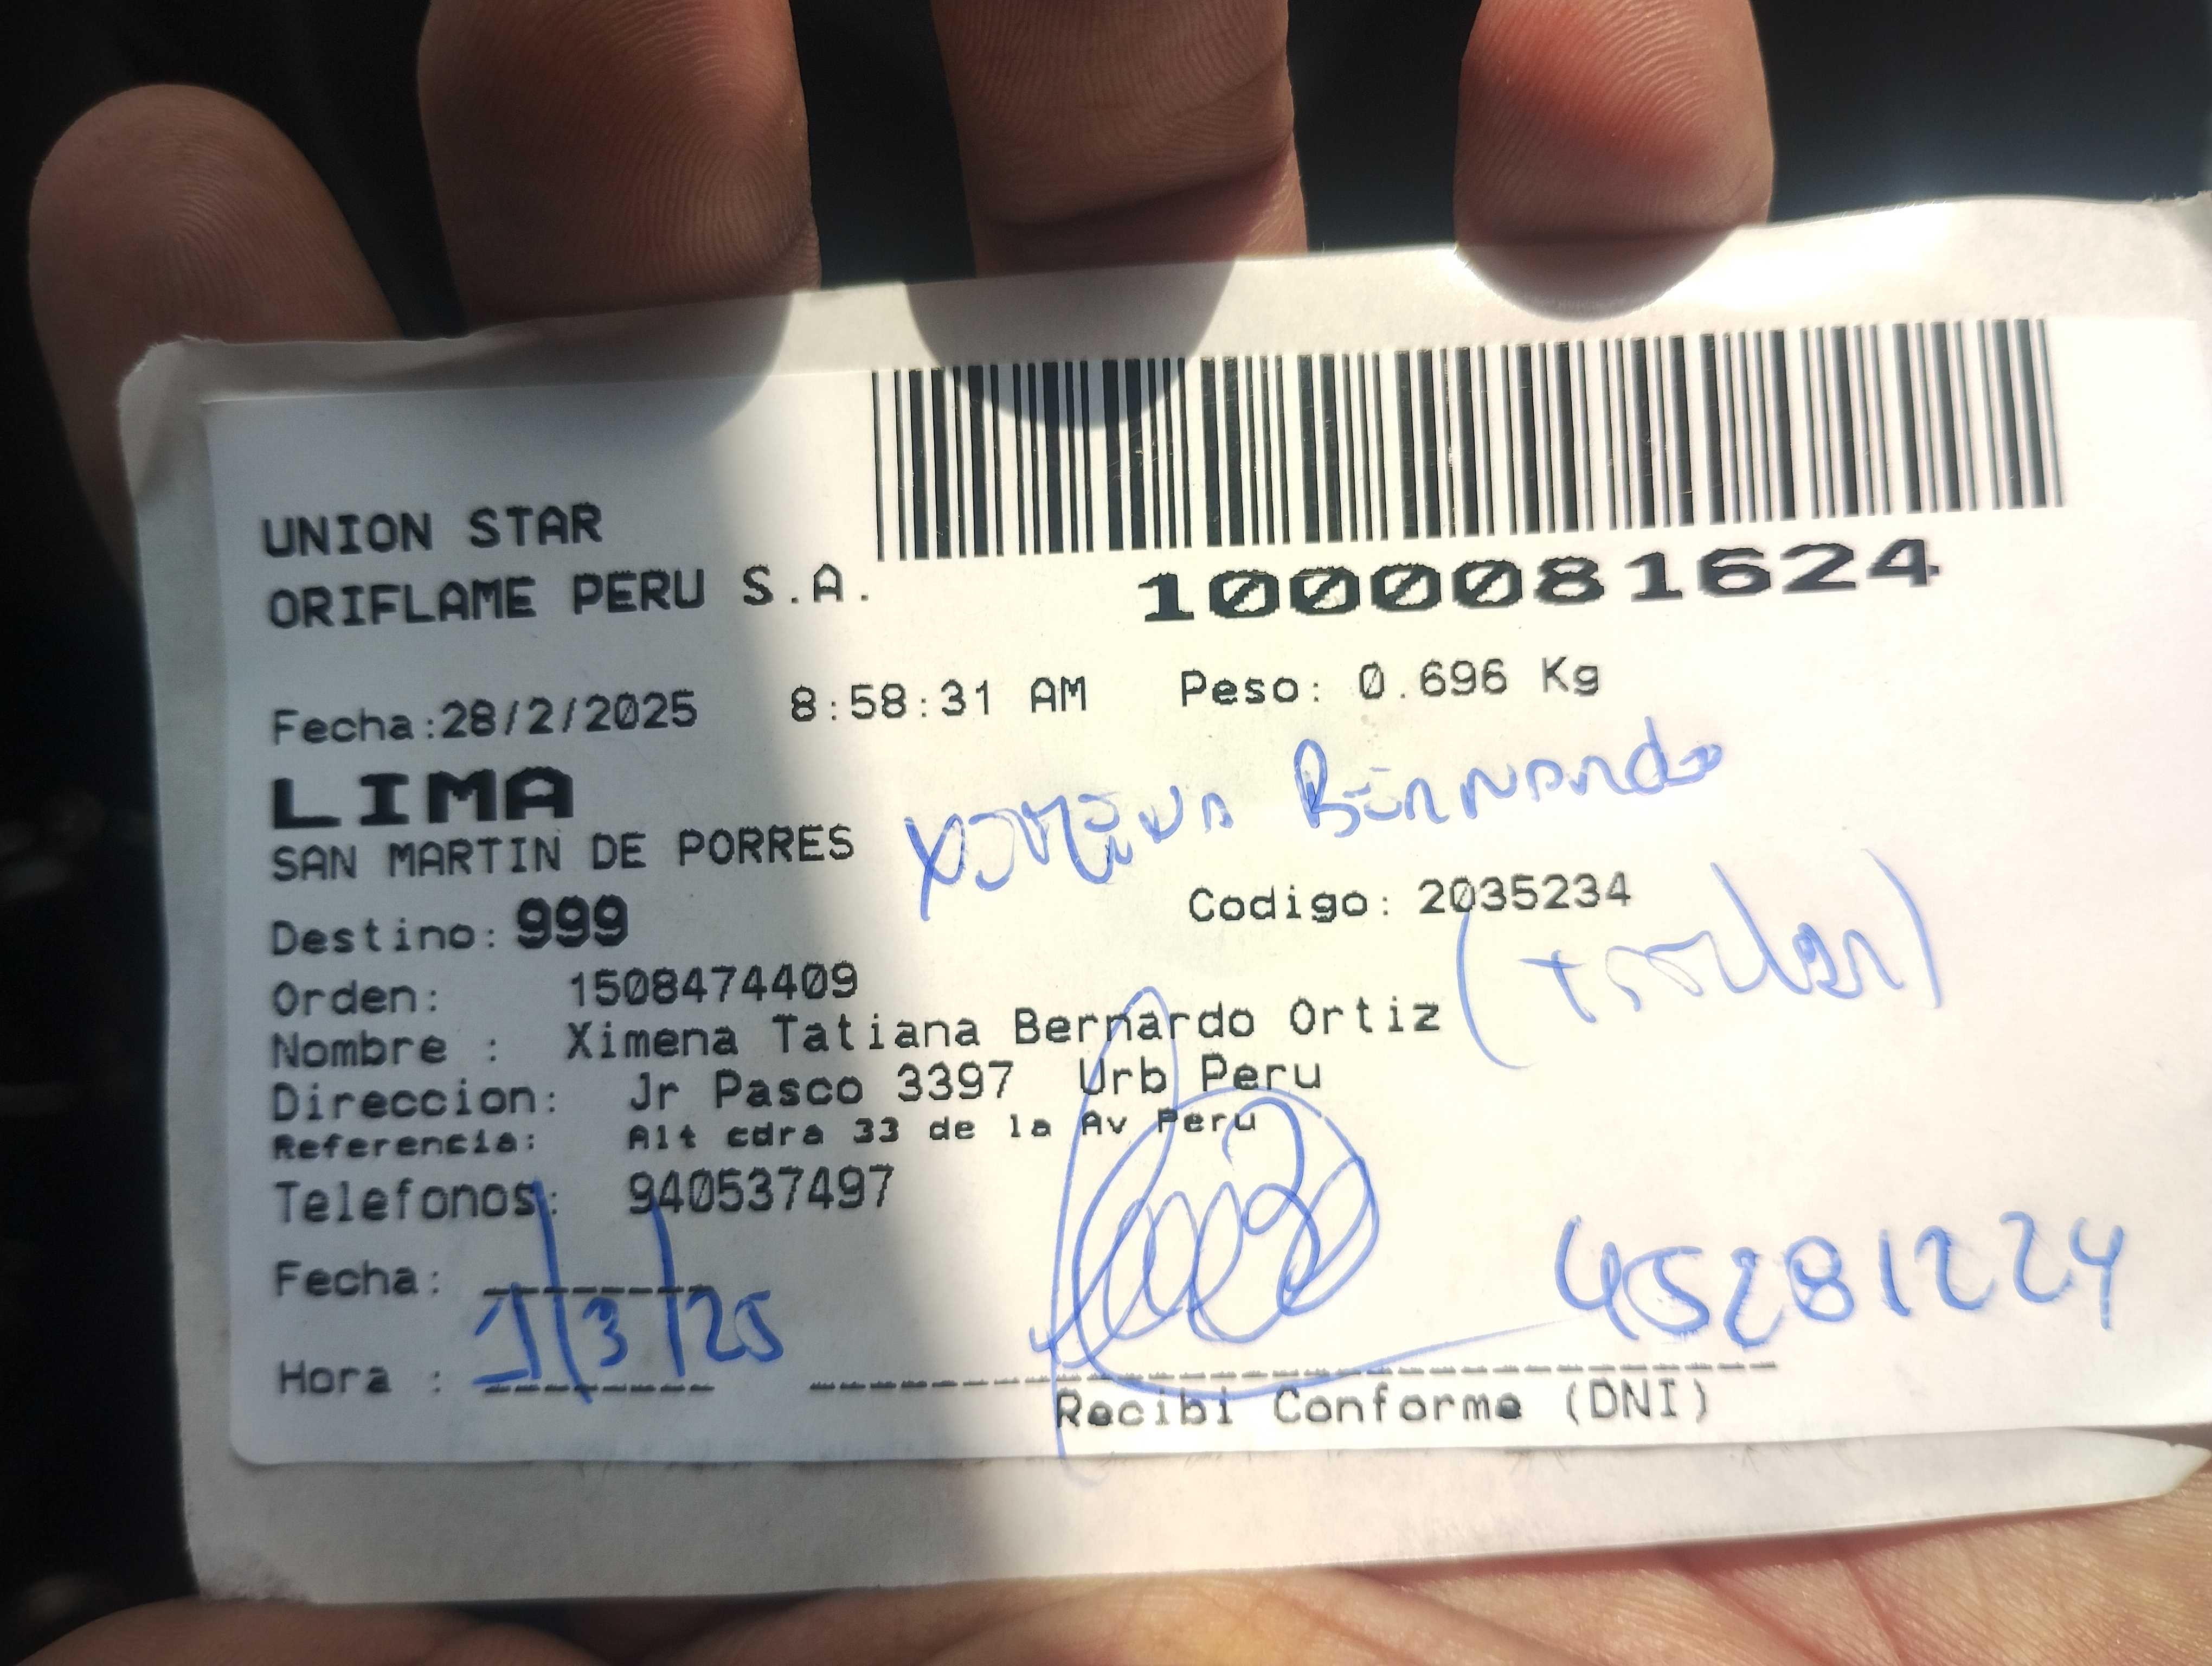 UNION STAR
ORIFLAME PERU S.A.
1000081624
Fecha:28/2/2025 8:58:31 AM Peso: 0.696 Kg
LIMA
XIMENA BERNARDO
SAN MARTIN DE PORRES
Codigo: 2035234
Destino: 999
(titular)
Orden: 1508474409
Nombre : Ximena Tatiana Bernardo Ortiz
Direccion: Jr Pasco 3397 Urb Peru
Referencia: Alt cdra 33 de la Av Peru
Telefonos: 940537497
Fecha:
1/3/25
45281224
Hora :
Recibi Conforme (DNI)